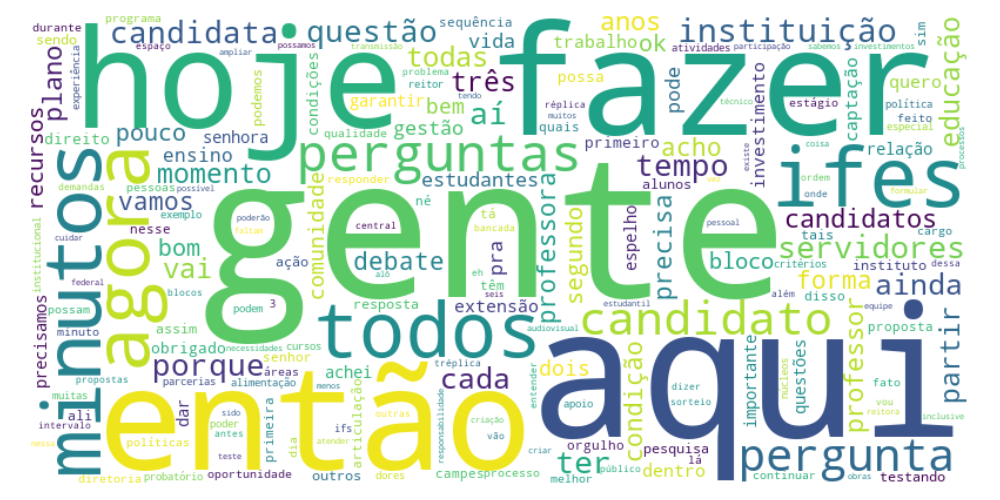 hoje
fazer
gente
aqui
então
todos
agora
minutos
ifes
perguntas
pergunta
candidato
candidata
candidatos
instituição
questão
educação
servidores
professora
professor
partir
porque
debate
tempo
momento
plano
recursos
comunidade
condição
precisa
segundo
todas
três
anos
vida
trabalho
ok
aí
bem
gestão
acho
pode
possa
quero
captação
investimento
relação
bloco
forma
ainda
espelho
extensão
estudantes
ensino
pouco
vamos
bom
vai
direito
senhora
garantir
condições
quais
primeiro
alunos
pra
dois
cada
ter
dentro
pesquisa
orgulho
importante
questões
proposta
testando
continuar
instituto
critérios
disso
tais
cargo
dessa
ordem
onde
estágio
atividades
participação
sabemos
investimentos
política
feito
especial
sim
técnico
coisa
processos
existe
muitos
réplica
tendo
transmissão
ampliar
possamos
espaço
sequência
programa
durante
sendo
experiência
podemos
problema
reitor
qualidade
responder
né
tá
bancada
têm
eh
alô
seis
central
poderão
faltan
podem
3
ação
nesse
exemplo
pessoas
possível
demandas
cuidar
federal
institucional
precisamos
possam
blocos
minuto
assim
obrigado
resposta
necessidades
cursos
senhor
áreas
parcerias
alimentação
menos
achei
tréplica
articulação
responsabilidade
audiovisual
estudantil
além
equipe
formular
vez
pessoal
núcleos
fato
vou
reitora
inclusive
obras
dizer
sorteio
apoio
entender
criação
criar
vão
lá
público
melhor
processo
campes
ifs
outras
atender
dores
outros
dia
primeira
oportunidade
poder
antes
sido
teste
dar
políticas
diretoria
probatório
propostas
muitas
ali
intervalo
nessa